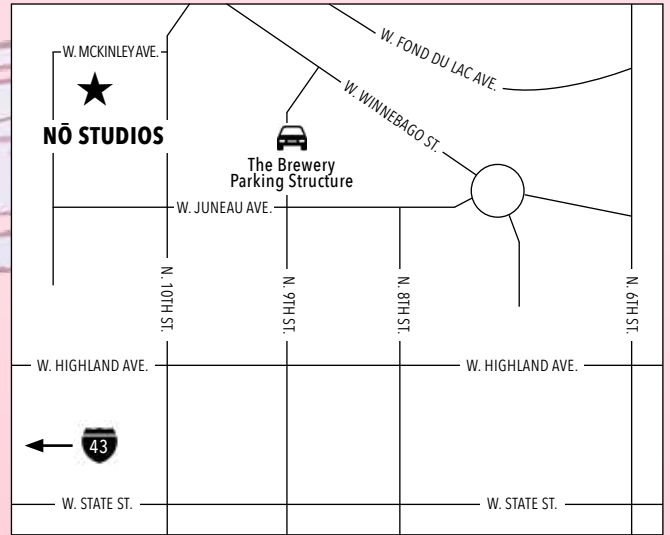 W. FOND DU LAC AVE.
W. MCKINLEY AVE.
NŌ STUDIOS
W. WINNEBAGO ST.
The Brewery
Parking Structure
W. JUNEAU AVE.
N. 10TH ST.
N. 9TH ST.
N. 8TH ST.
N. 6TH ST.
W. HIGHLAND AVE.
W. HIGHLAND AVE.
43
W. STATE ST.
W. STATE ST.